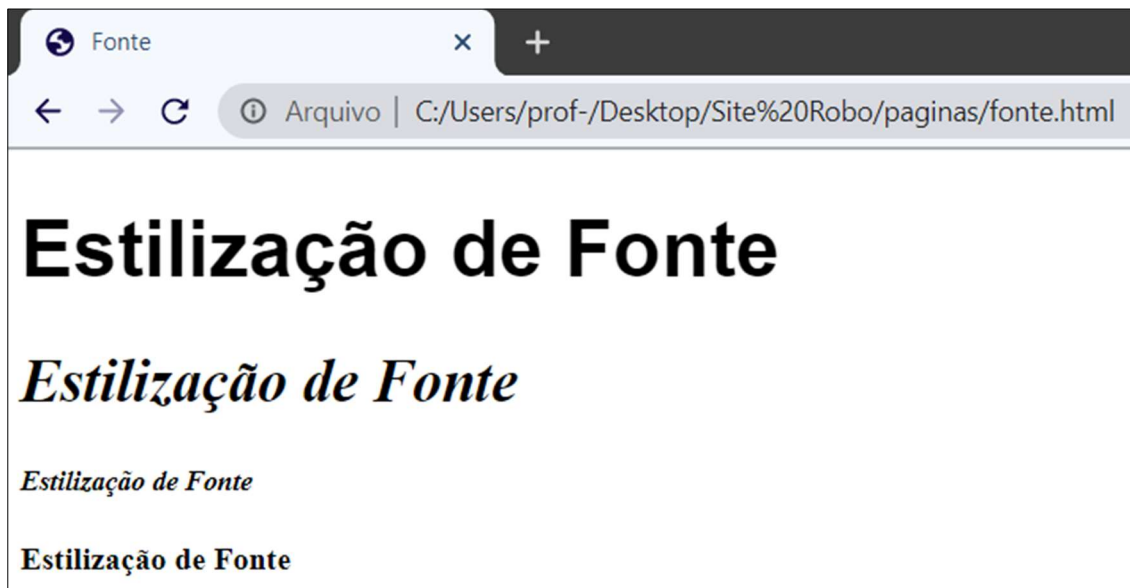 Fonte
Arquivo | C:/Users/prof-/Desktop/Site%20Robo/paginas/fonte.html
Estilização de Fonte
Estilização de Fonte
Estilização de Fonte
Estilização de Fonte